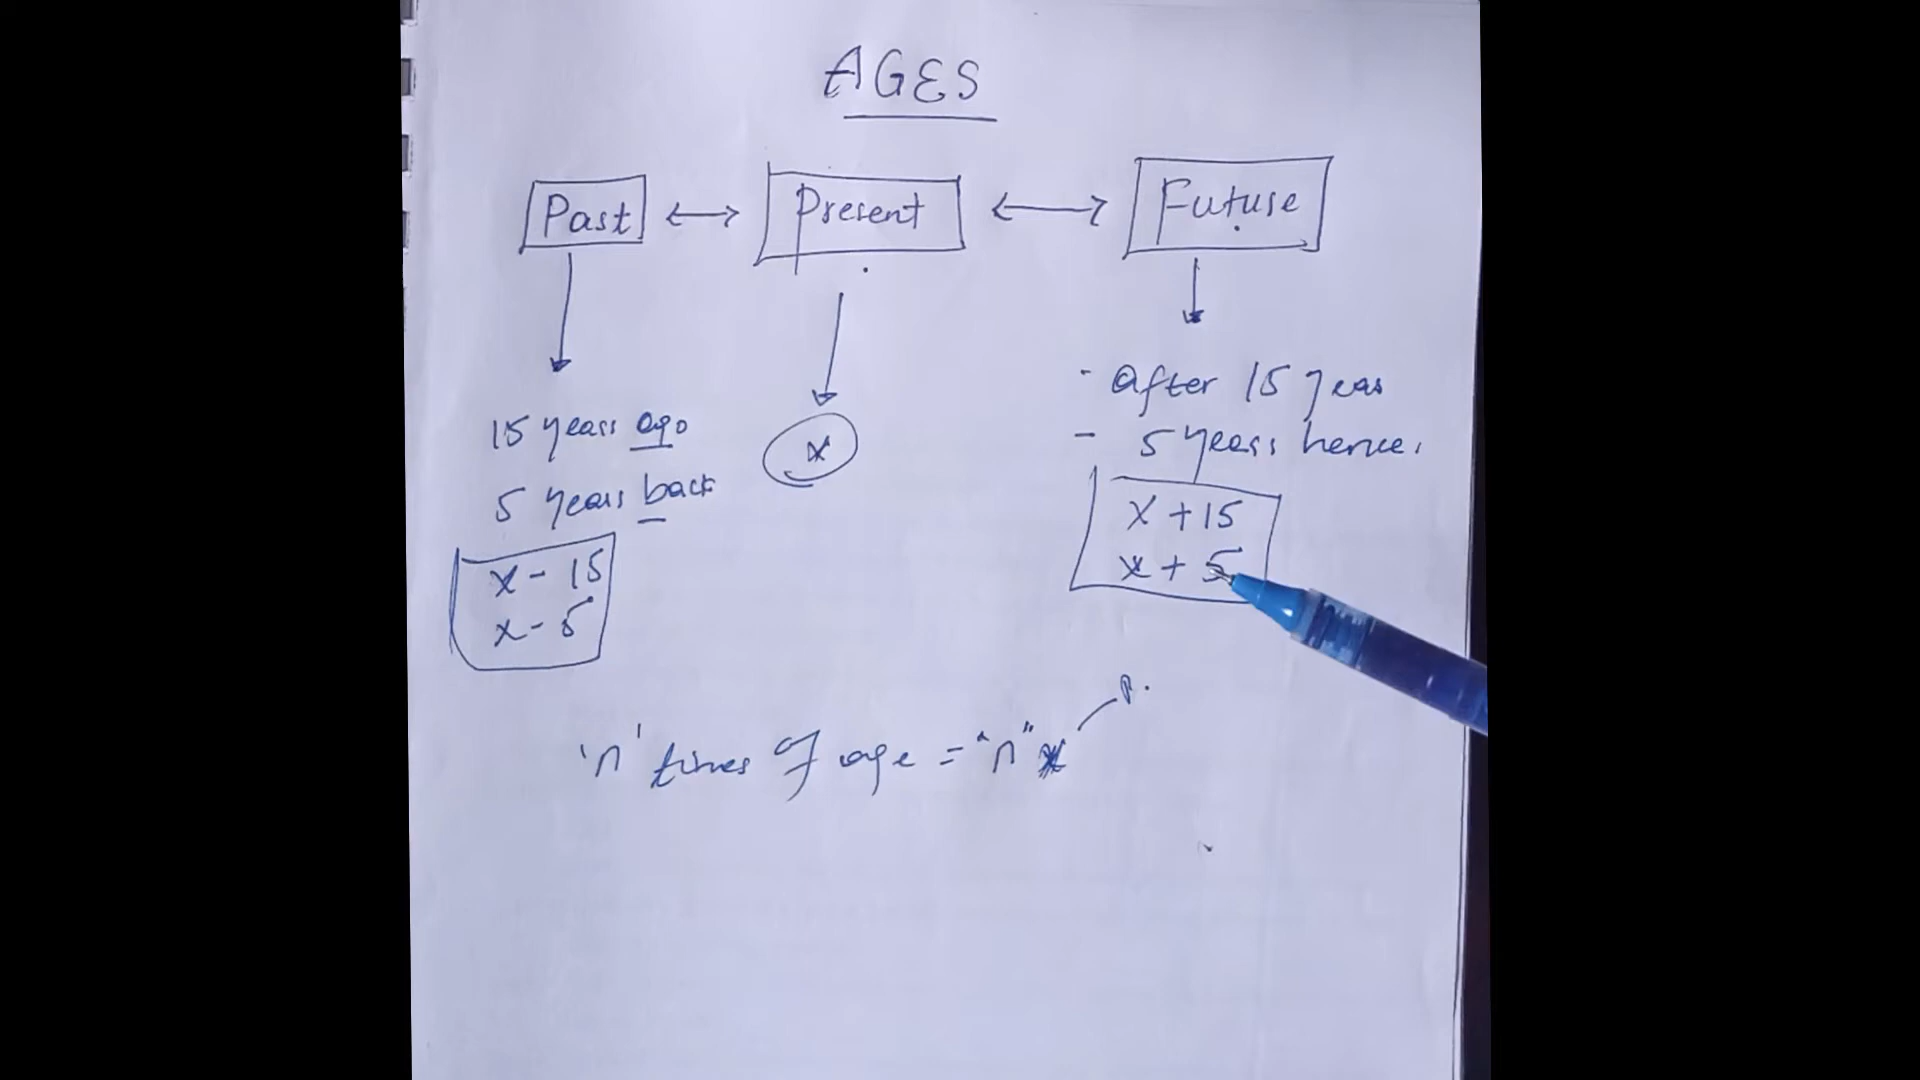 AGES
Past ↔ Present ↔ Future
15 years ago
5 years back
x - 15
x - 5
x
- After 15 years
- 5 years hence.
x + 15
x + 5
'n' times of age = "n" x
P.